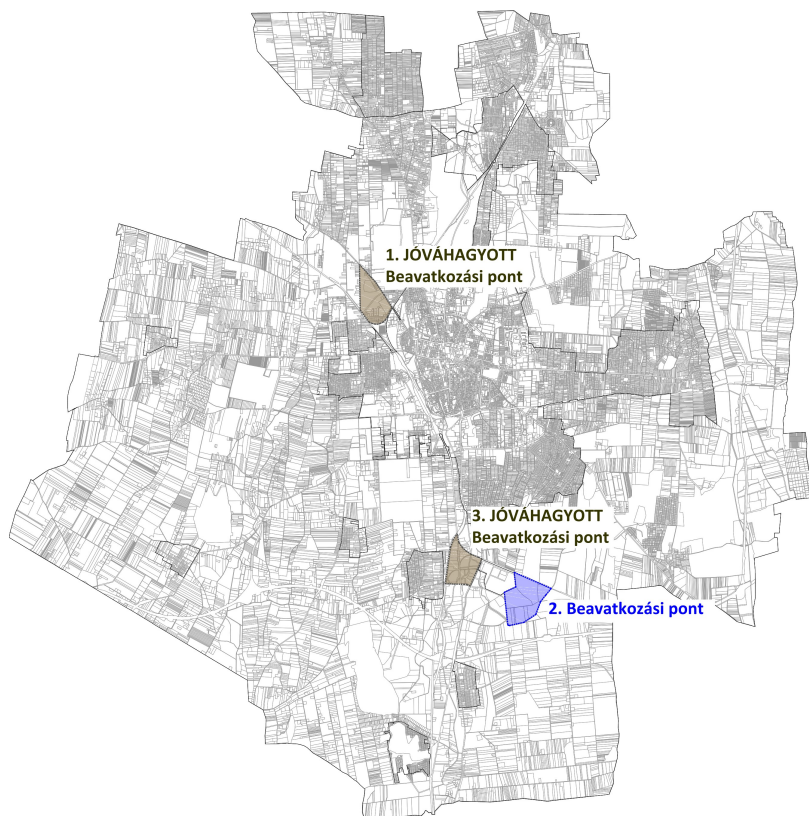 1. JÓVÁHAGYOTT
Beavatkozási pont
3. JÓVÁHAGYOTT
Beavatkozási pont
2. Beavatkozási pont